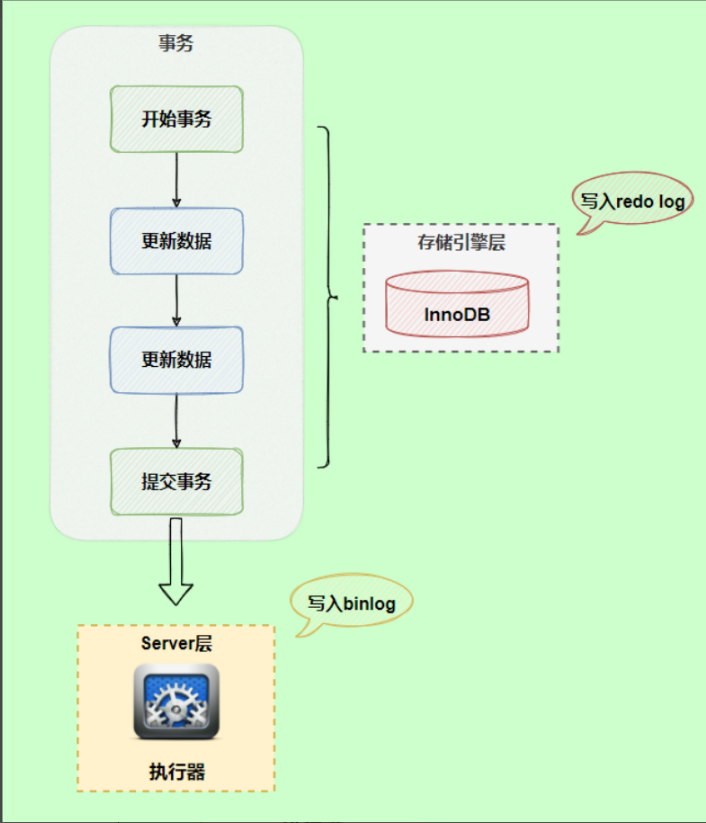 事务
开始事务
更新数据
更新数据
提交事务
写入redo log
存储引擎层
InnoDB
写入binlog
Server层
执行器